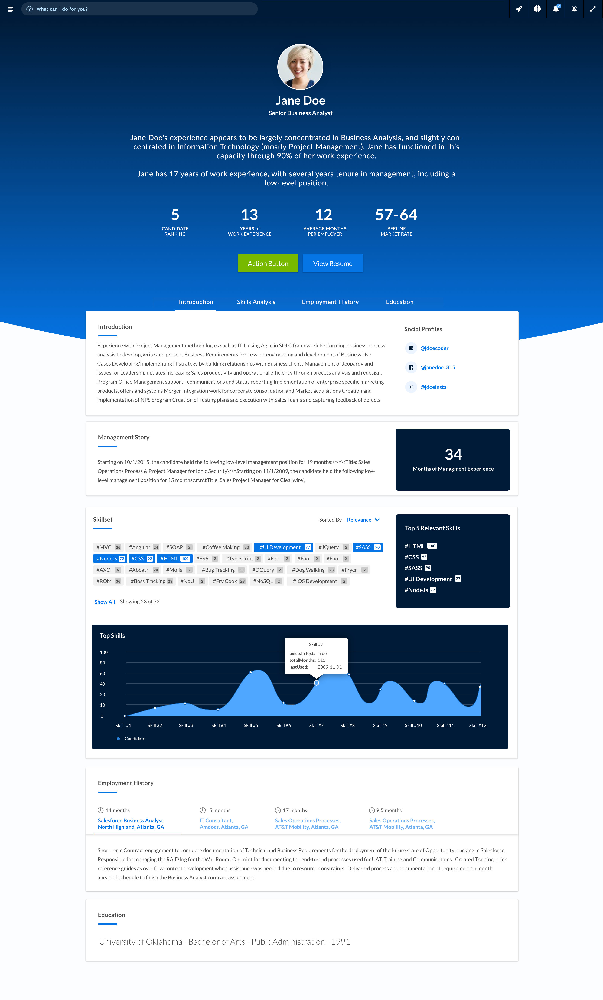 What can I do for you?
2
Jane Doe
Senior Business Analyst
Jane Doe's experience appears to be largely concentrated in Business Analysis, and slightly con-
centrated in Information Technology (mostly Project Management). Jane has functioned in this
capacity through 90% of her work experience.
Jane has 17 years of work experience, with several years tenure in management, including a
low-level position.
5 13 12 57-64
CANDIDATE YEARS of AVERAGE MONTHS BEELINE
RANKING WORK EXPERIENCE PER EMPLOYER MARKET RATE
Action Button View Resume
Introduction Skills Analysis Employment History Education
Introduction
Experience with Project Management methodologies such as ITIL using Agile in SDLC framework Performing business process
analysis to develop, write and present Business Requirements Process re-engineering and development of Business Use
Cases Developing/Implementing IT strategy by building relationships with Business clients Management of Jeopardy and
Issues for Leadership updates Increasing Sales productivity and operational efficiency through process analysis and redesign.
Program Office Management support - communications and status reporting Implementation of enterprise specific marketing
products, offers and systems Merger Integration work for corporate consolidation and Market acquisitions Creation and
implementation of NPS program Creation of Testing plans and execution with Sales Teams and capturing feedback of defects
Social Profiles
@jdoecoder
@janedoe..315
@jdoeinsta
Management Story
Starting on 10/1/2015, the candidate held the following low-level management position for 19 months:\r\n\tTitle: Sales
Operations Process & Project Manager for Ionic Security\r\nStarting on 11/1/2009, the candidate held the following low-
level management position for 15 months:\r\n\tTitle: Sales Project Manager for Clearwire",
34
Months of Managment Experience
Skillset
Sorted By Relevance
#MVC 36 #Angular 24 #SOAP 2 #Coffee Making 23 #UI Development 77 #JQuery 2 #SASS 90
#NodeJs 72 #CSS 92 #HTML 100 #ES6 2 #Typescript 2 #Foo 2 #Foo 2 #Foo 2
#AXO 36 #Abbatr 24 #Molia 2 #Bug Tracking 23 #DQuery 2 #Dog Walking 23 #Fryer 2
#ROM 36 #Boss Tracking 23 #NoUI 2 #Fry Cook 23 #NoSQL 2 #IOS Development 2
Show All Showing 28 of 72
Top 5 Relevant Skills
#HTML 100
#CSS 92
#SASS 90
#UI Development 77
#NodeJs 72
Top Skills
Skill #7
existsInText: true
totalMonths: 110
lastUsed: 2009-11-01
100
80
60
40
20
10
0
Skill #1 Skill #2 Skill #3 Skill #4 Skill #5 Skill #6 Skill #7 Skill #8 Skill #9 Skill #10 Skill #11 Skill #12
Candidate
Employment History
14 months 5 months 17 months 9.5 months
Salesforce Business Analyst, IT Consultant, Sales Operations Processes, Sales Operations Processes,
North Highland, Atlanta, GA Amdocs, Atlanta, GA AT&T Mobility, Atlanta, GA AT&T Mobility, Atlanta, GA
Short term Contract engagement to complete documentation of Technical and Business Requirements for the deployment of the future state of Opportunity tracking in Salesforce.
Responsible for managing the RAID log for the War Room. On point for documenting the end-to-end processes used for UAT, Training and Communications. Created Training quick
reference guides as overflow content development when assistance was needed due to resource constraints. Delivered process and documentation of requirements a month
ahead of schedule to finish the Business Analyst contract assignment.
Education
University of Oklahoma - Bachelor of Arts - Pubic Administration - 1991